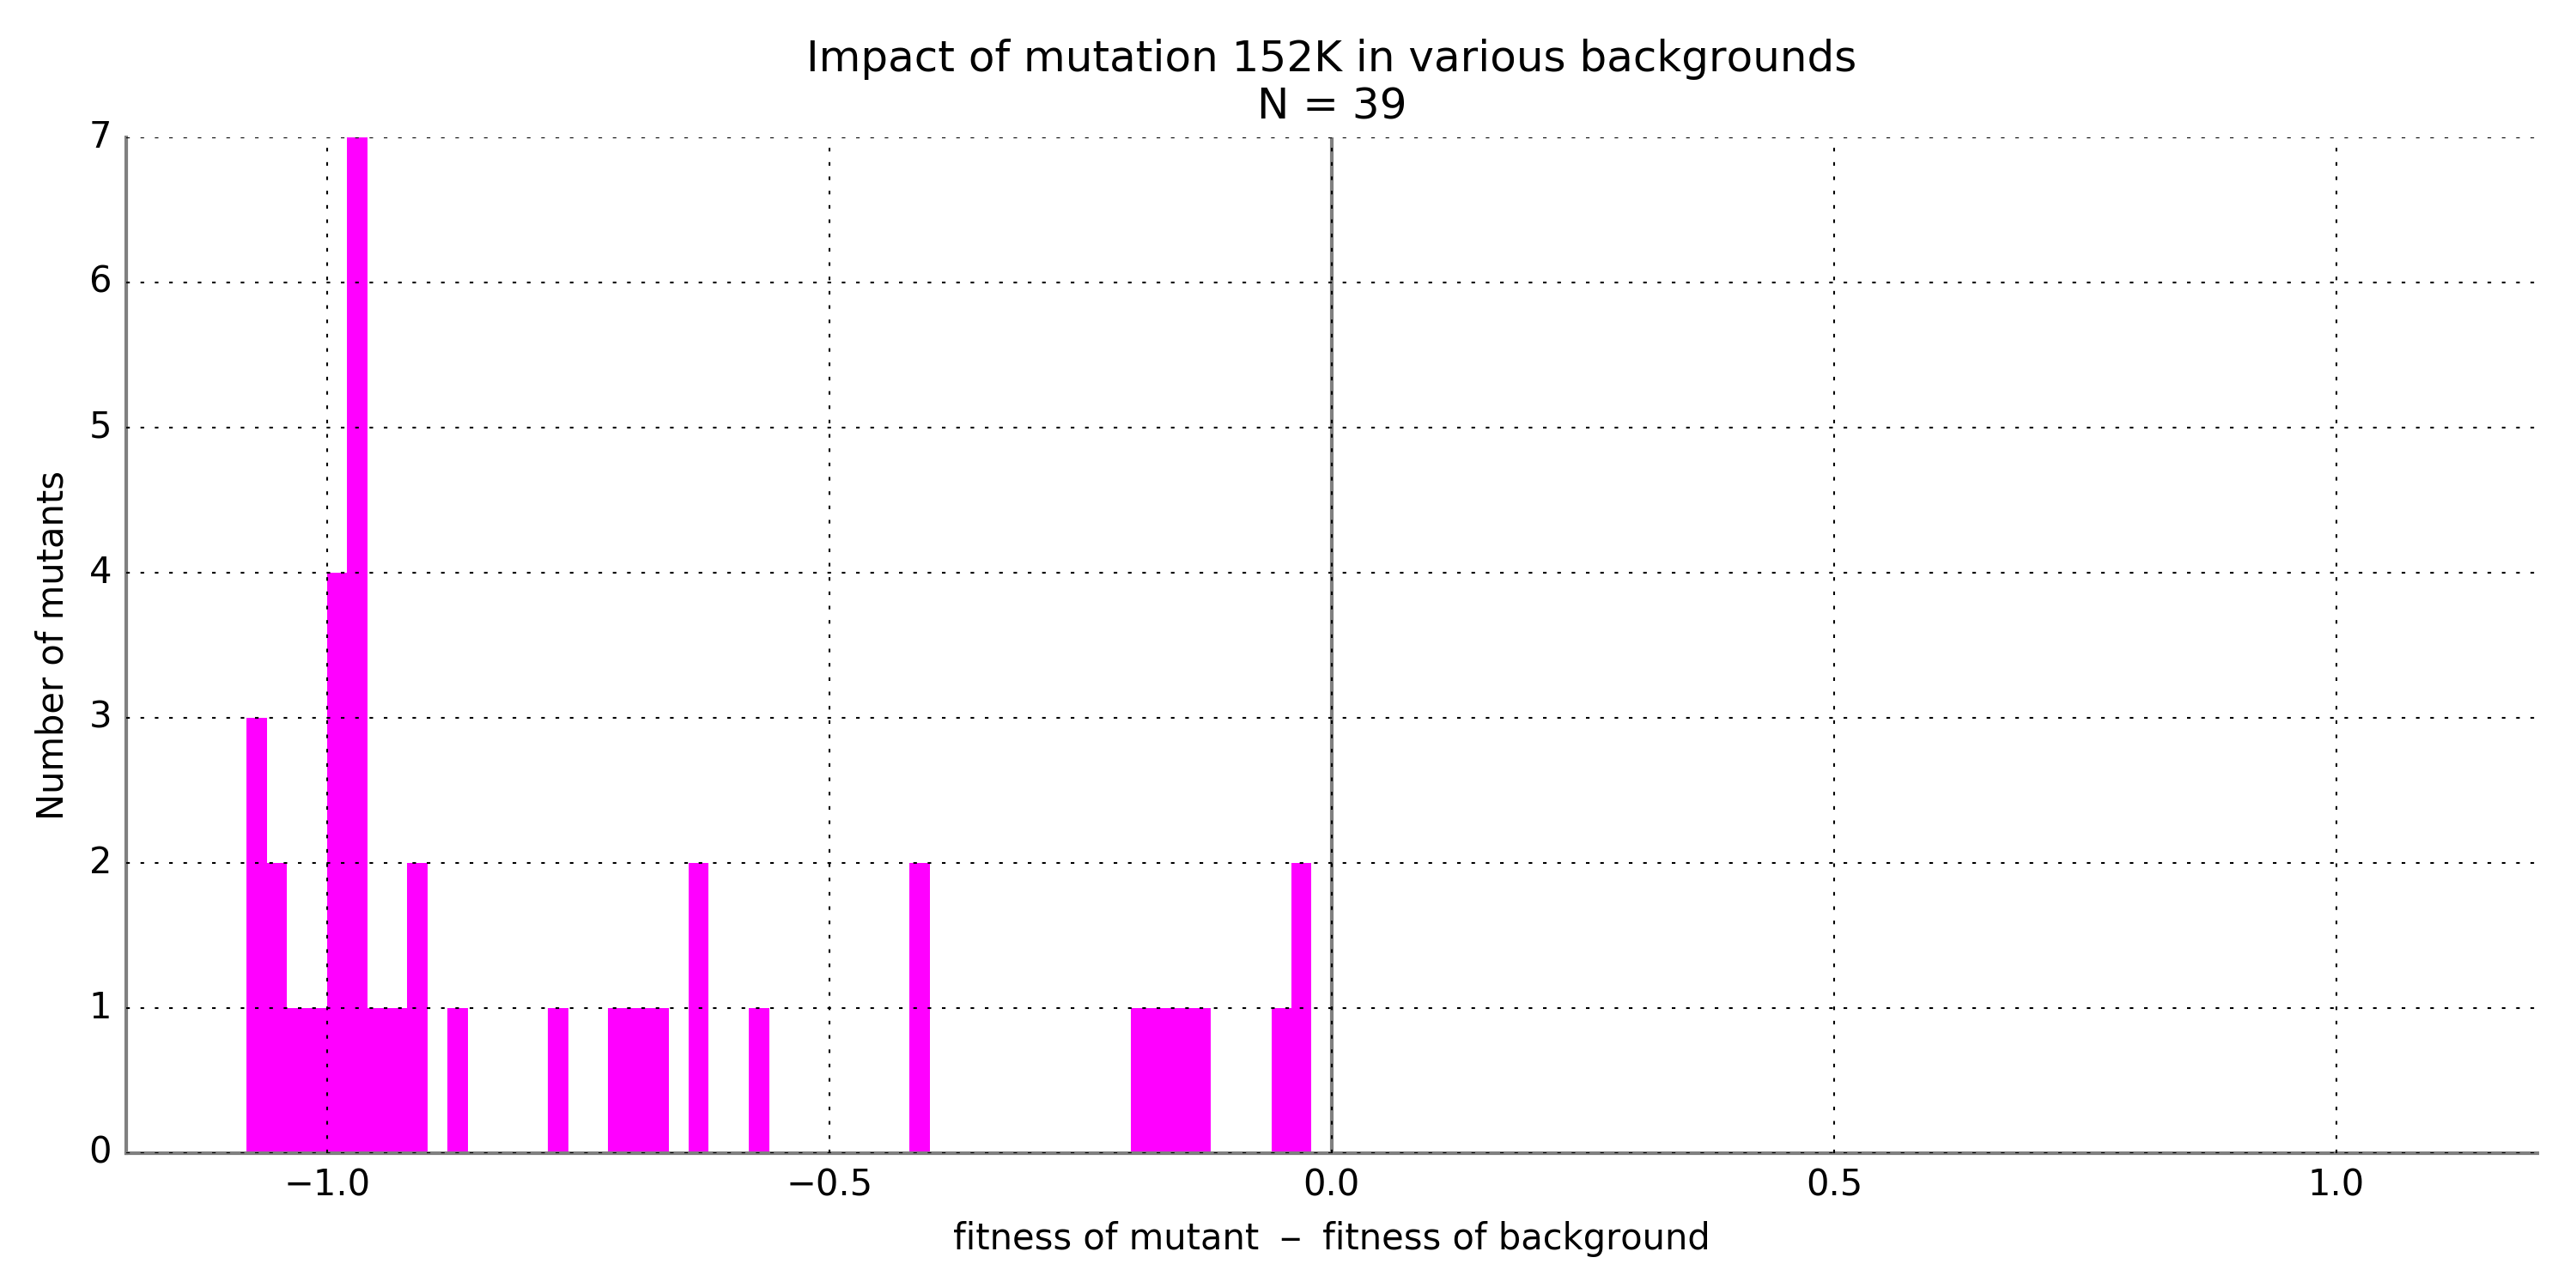 Impact of mutation 152K in various backgrounds
N = 39
7
6
5
4
3
2
1
0
Number of mutants
−1.0 −0.5 0.0 0.5 1.0
fitness of mutant – fitness of background